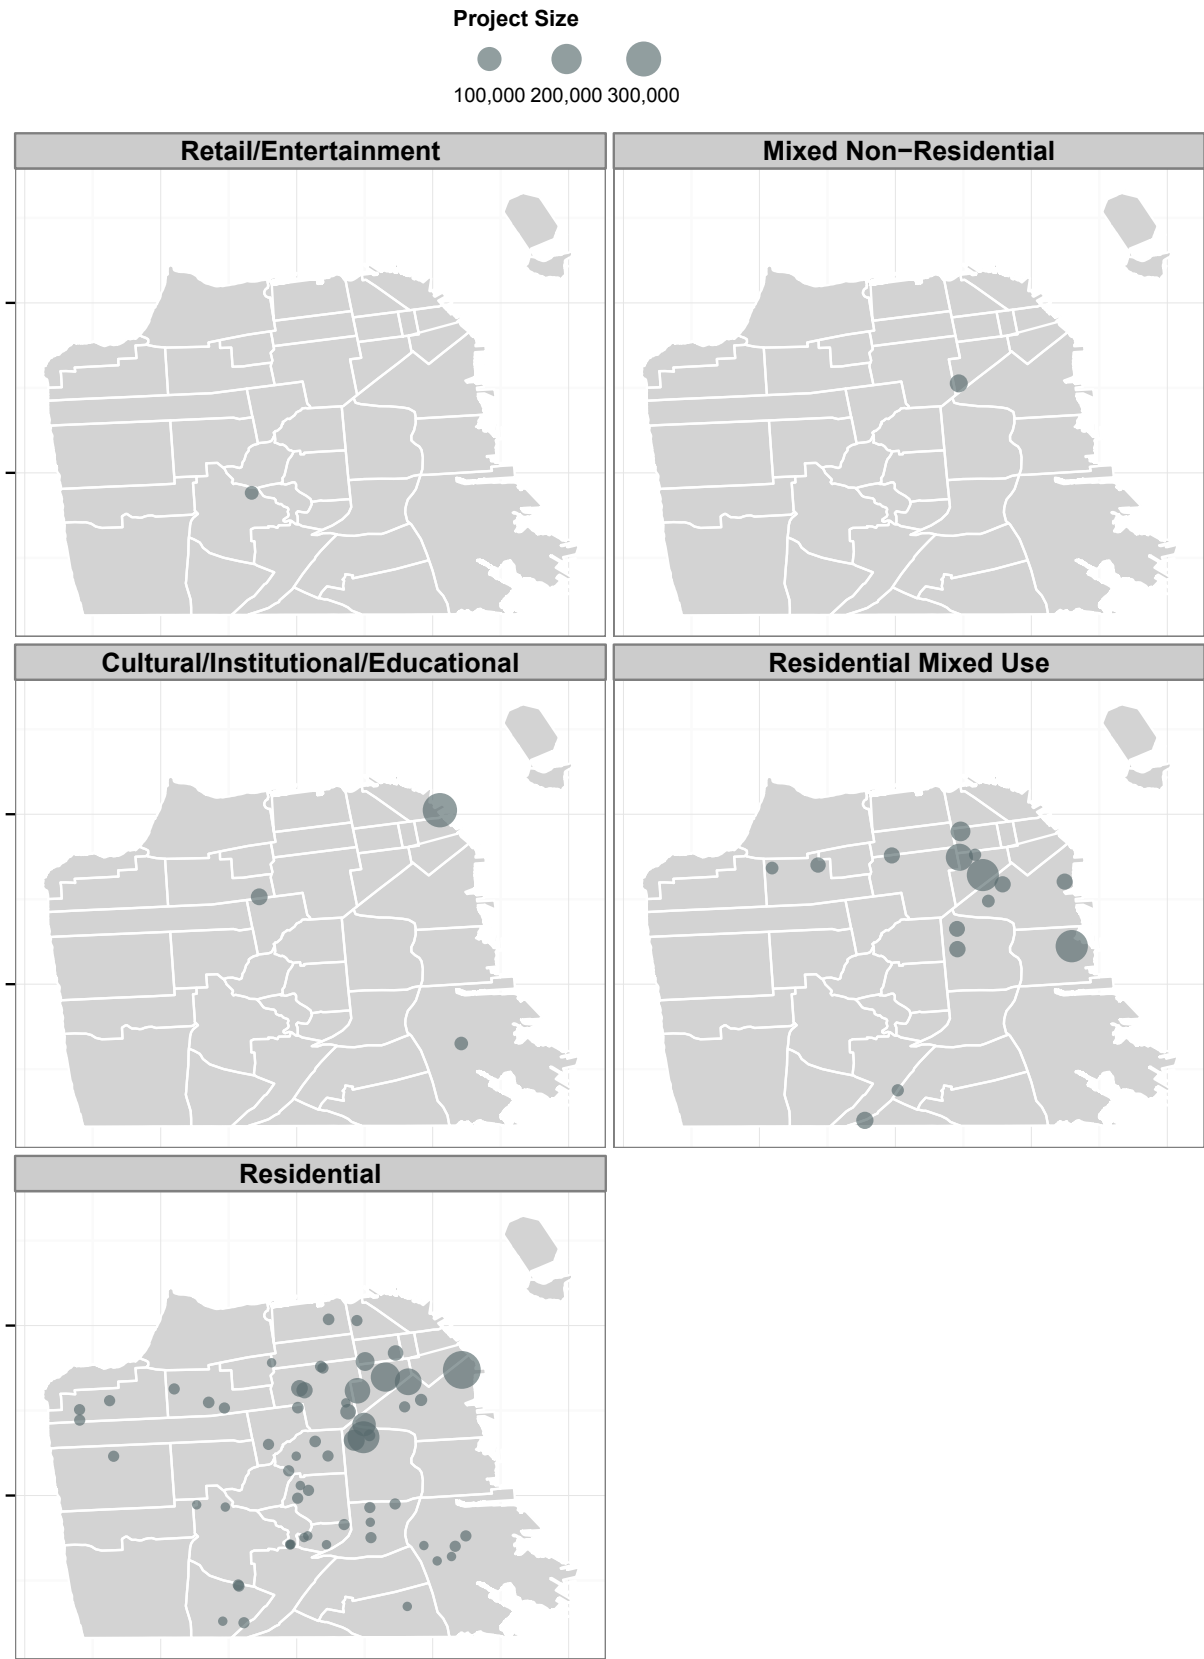 Project Size
100,000 200,000 300,000
Retail/Entertainment
Mixed Non−Residential
Cultural/Institutional/Educational
Residential Mixed Use
Residential